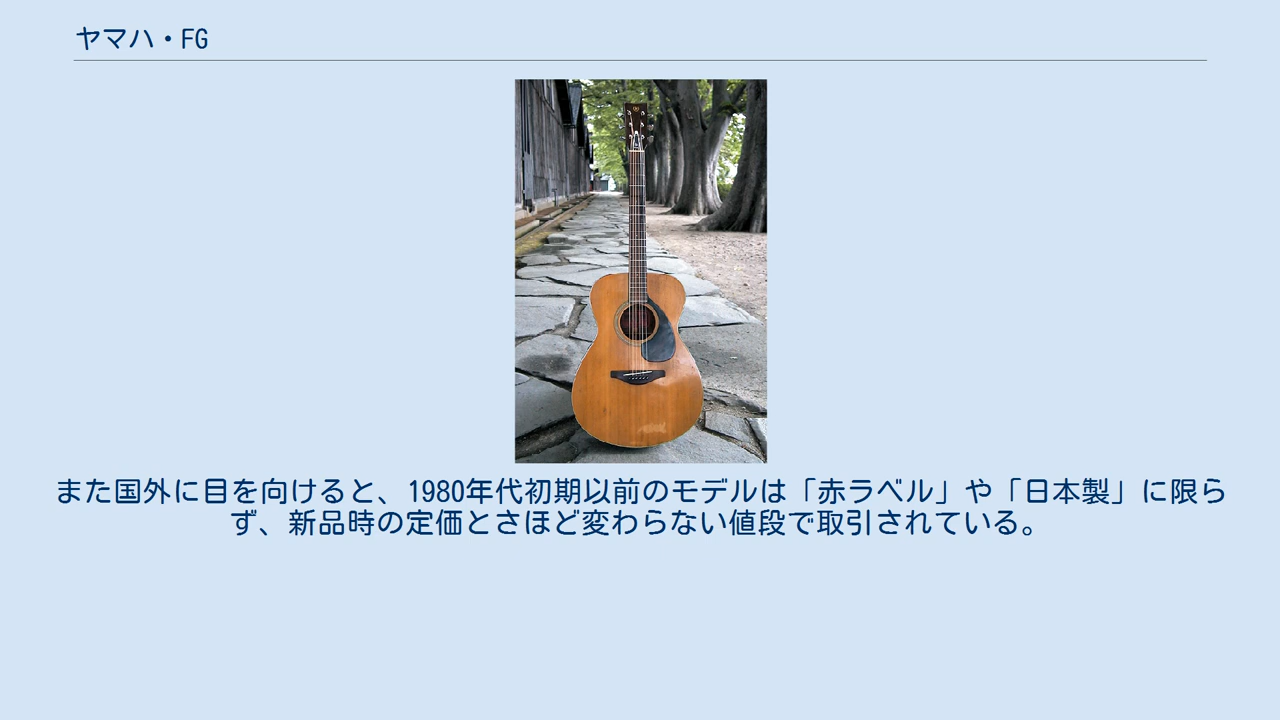 ヤマハ・FG
また国外に目を向けると、1980年代初期以前のモデルは「赤ラベル」や「日本製」に限ら
ず、新品時の定価とさほど変わらない値段で取引されている。